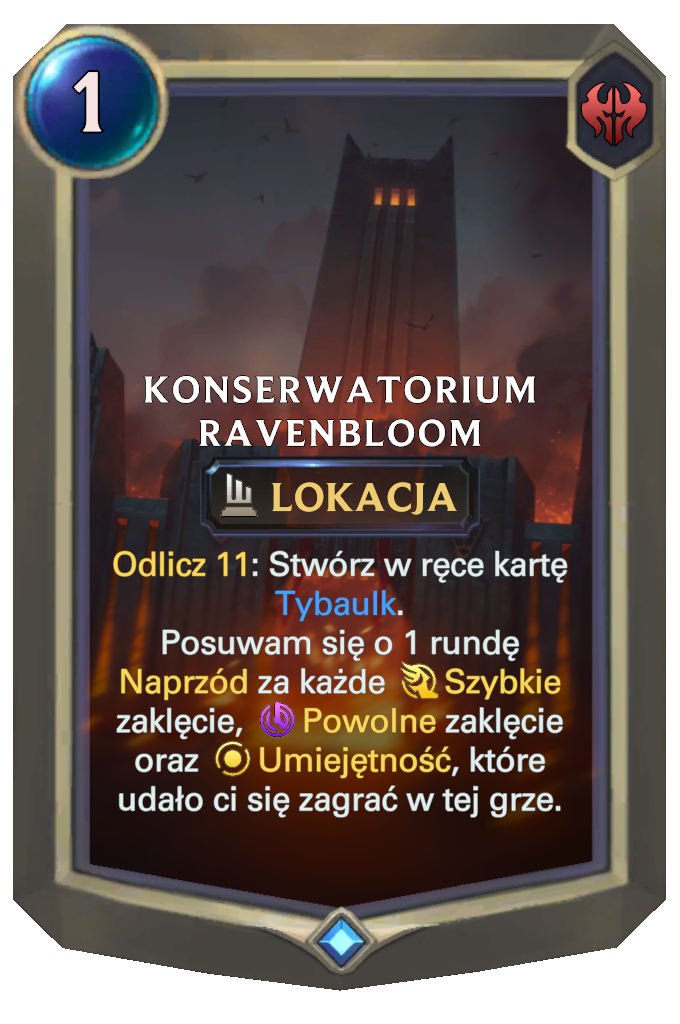 1
KONSERWATORIUM
RAVENBLOOM
LOKACJA
Odlicz 11: Stwórz w ręce kartę
Tybaulk.
Posuwam się o 1 rundę
Naprzód za każde Szybkie
zaklęcie, Powolne zaklęcie
oraz Umiejętność, które
udało ci się zagrać w tej grze.